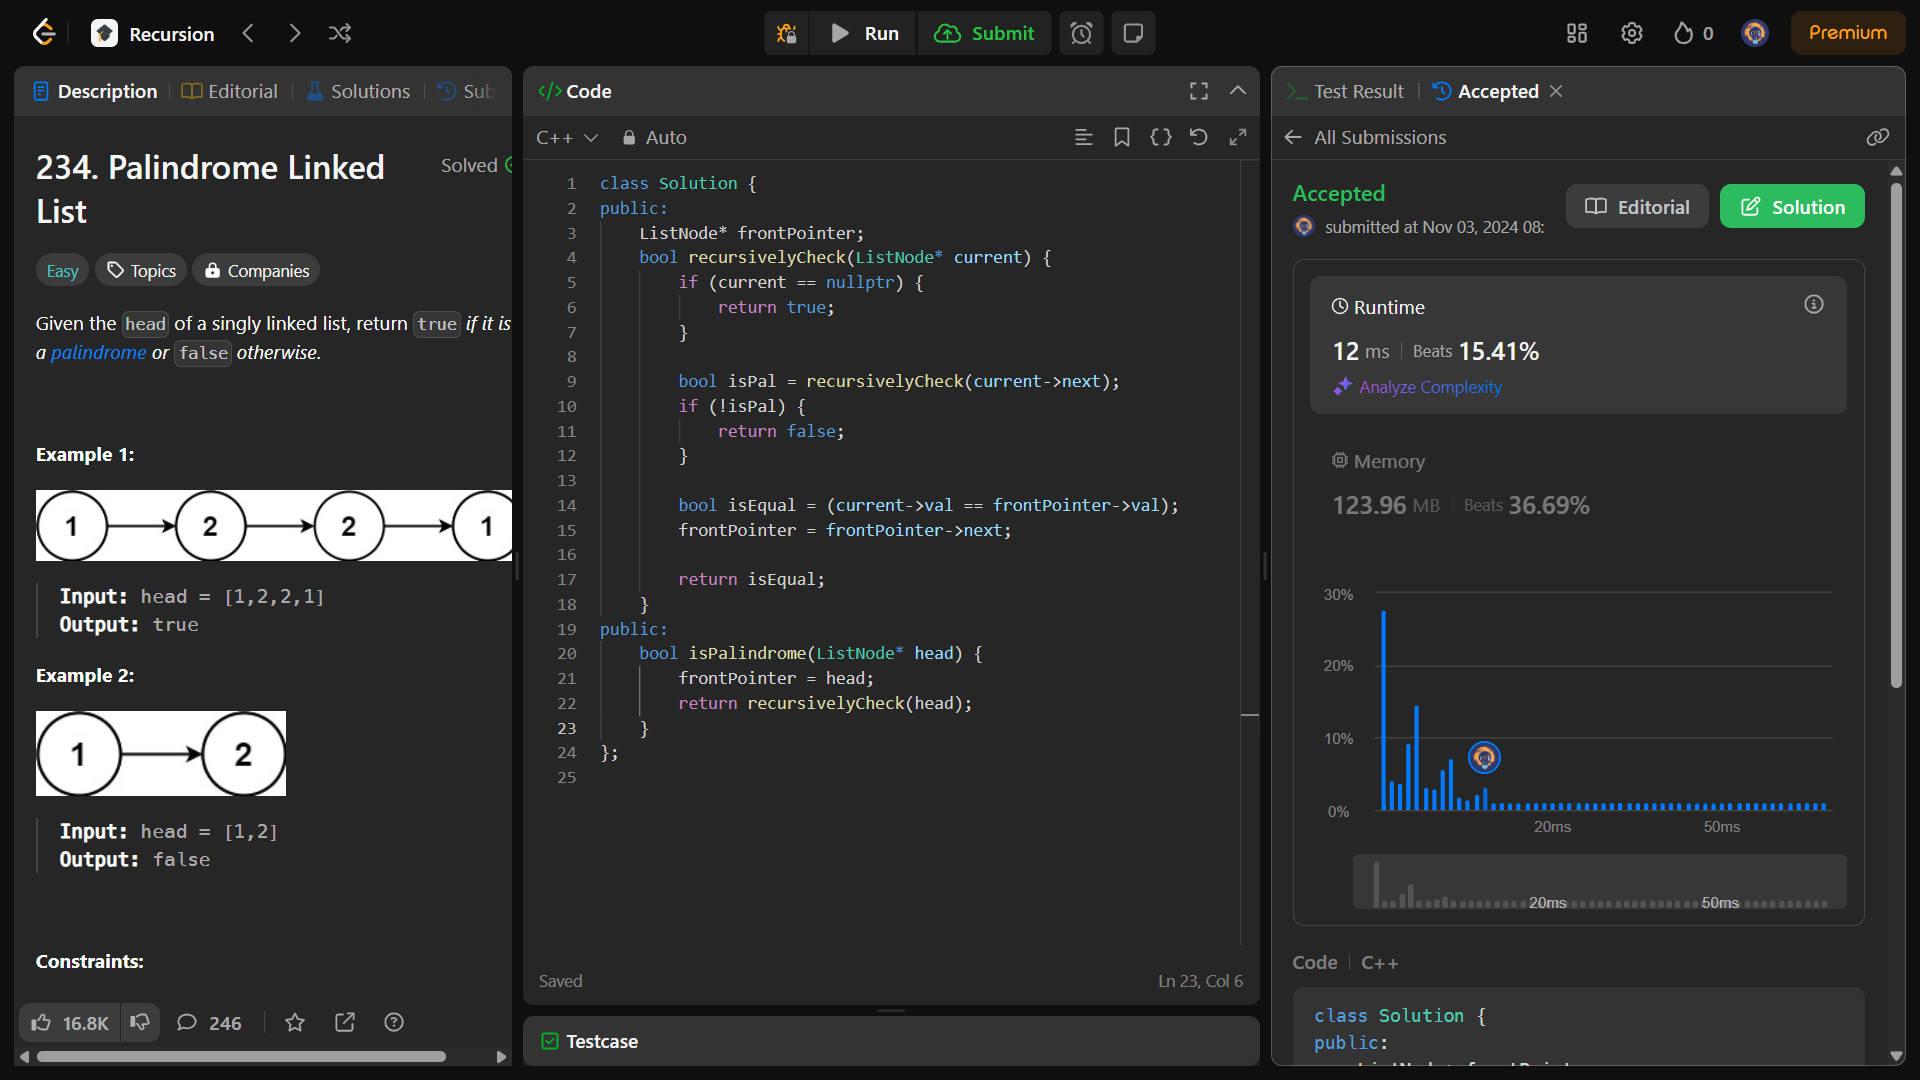 Recursion
Run
Submit
0
Premium
Description
Editorial
Solutions
Sub
234. Palindrome Linked List
Solved
Easy
Topics
Companies
Given the head of a singly linked list, return true if it is
a palindrome or false otherwise.
Example 1:
1 2 2 1
Input: head = [1,2,2,1]
Output: true
Example 2:
1 2
Input: head = [1,2]
Output: false
Constraints:
16.8K
246
Code
C++
Auto
1 class Solution {
2 public:
3 ListNode* frontPointer;
4 bool recursivelyCheck(ListNode* current) {
5 if (current == nullptr) {
6 return true;
7 }
8
9 bool isPal = recursivelyCheck(current->next);
10 if (!isPal) {
11 return false;
12 }
13
14 bool isEqual = (current->val == frontPointer->val);
15 frontPointer = frontPointer->next;
16
17 return isEqual;
18 }
19 public:
20 bool isPalindrome(ListNode* head) {
21 frontPointer = head;
22 return recursivelyCheck(head);
23 }
24 };
25
Saved
Ln 23, Col 6
Testcase
Test Result
Accepted
All Submissions
Accepted
submitted at Nov 03, 2024 08:
Editorial
Solution
Runtime
12 ms
Beats 15.41%
Analyze Complexity
Memory
123.96 MB
Beats 36.69%
30%
20%
10%
0%
20ms
50ms
20ms
50ms
Code
C++
class Solution {
public: